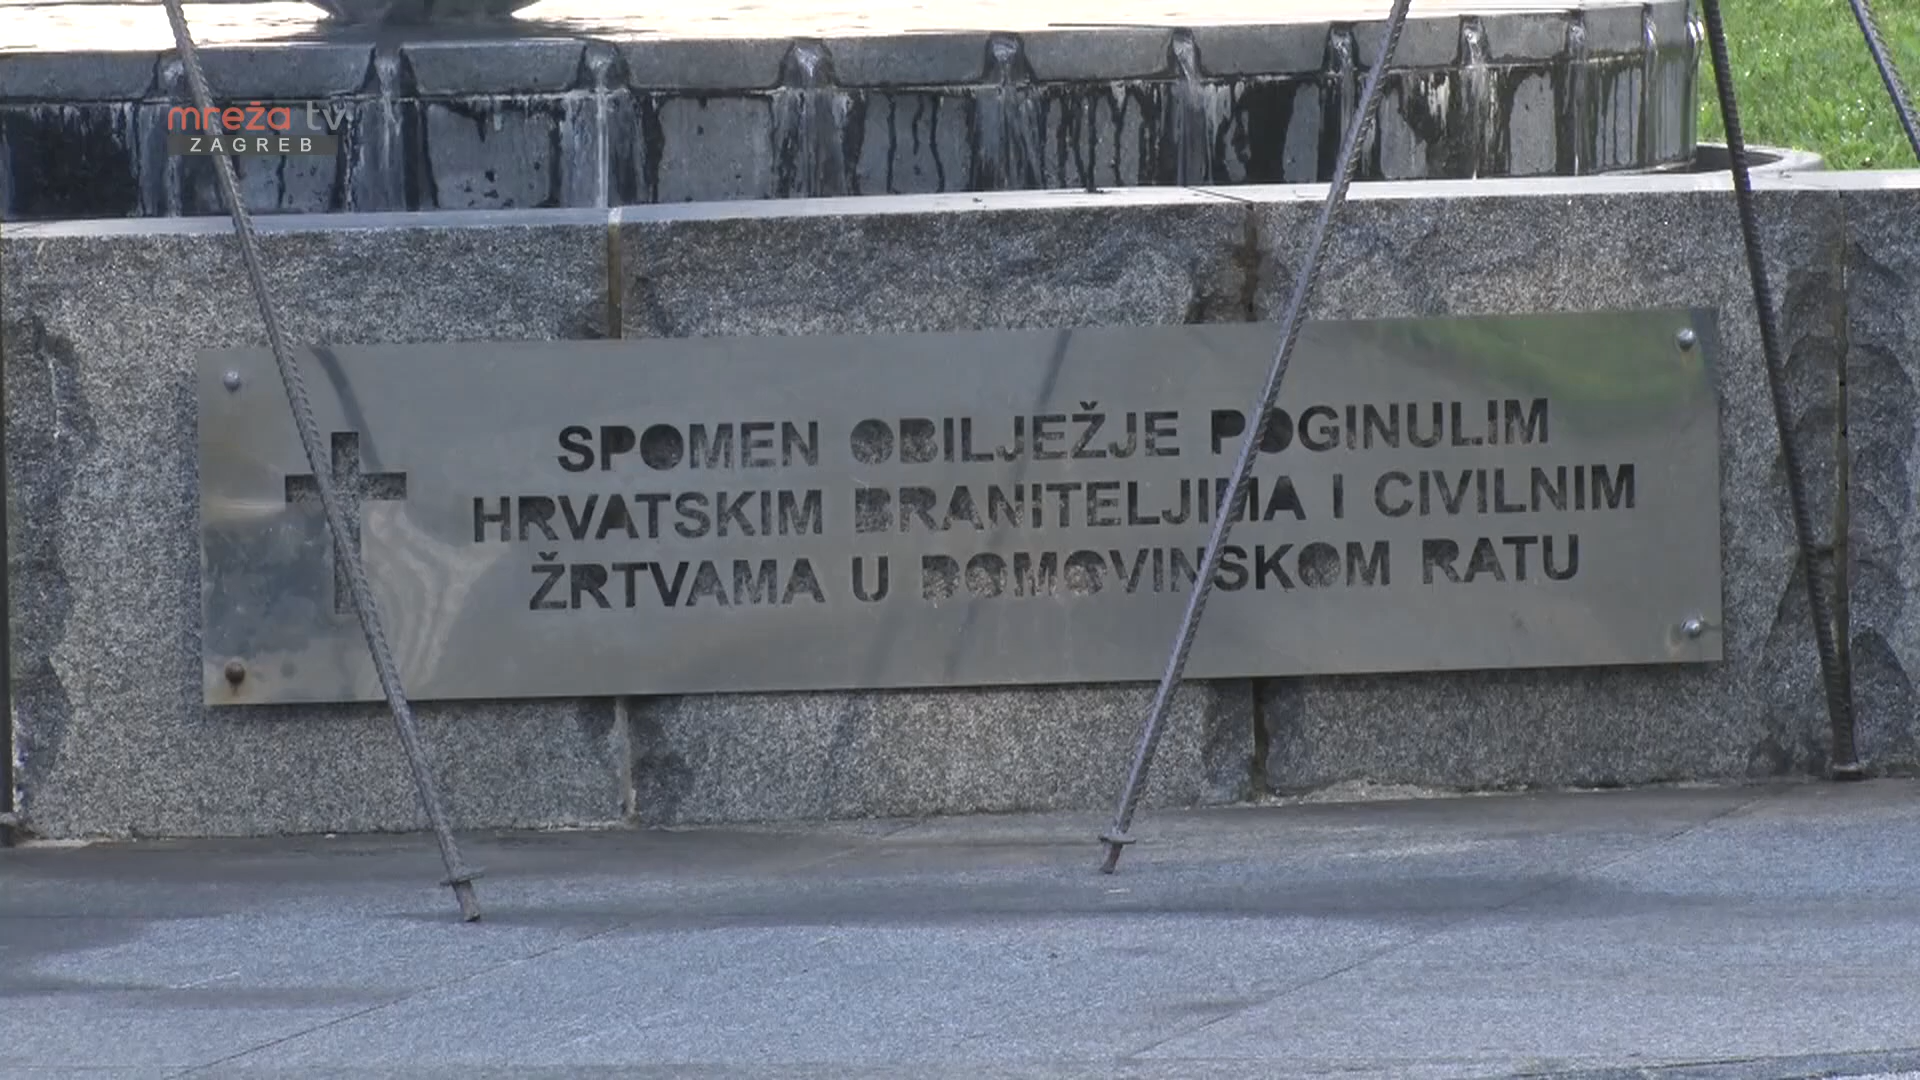 mreža tv
ZAGREB
SPOMEN OBILJEŽJE POGINULIM
HRVATSKIM BRANITELJIMA I CIVILNIM
ŽRTVAMA U DOMOVINSKOM RATU